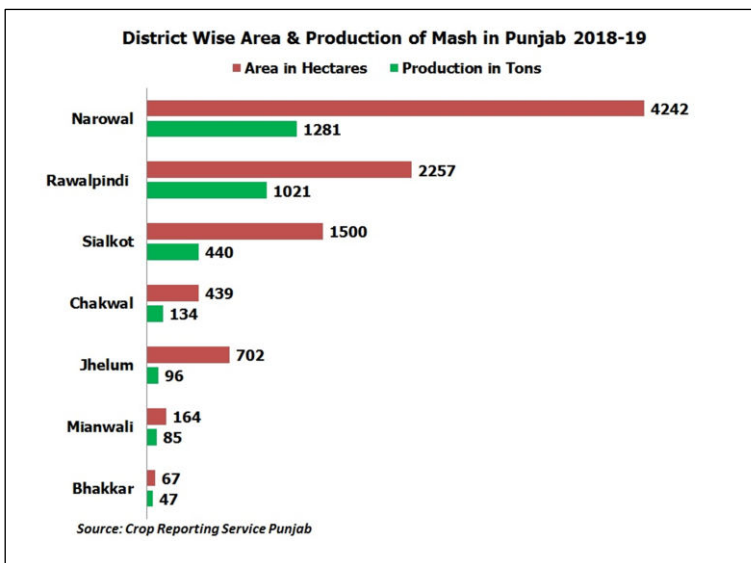 District Wise Area & Production of Mash in Punjab 2018-19
Area in Hectares Production in Tons
Narowal 4242
1281
Rawalpindi 2257
1021
Sialkot 1500
440
Chakwal 439
134
Jhelum 702
96
Mianwali 164
85
Bhakkar 67
47
Source: Crop Reporting Service Punjab